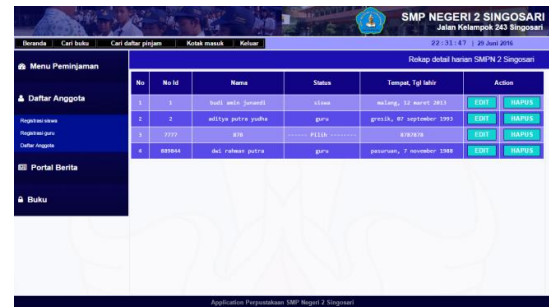 SMP NEGERI 2 SINGOSARI
Jalan Kelampok 243 Singosari
Beranda Cari buku Cari daftar pinjam Kotak masuk Keluar 22:31:47 | 29 Juni 2016
Menu Peminjaman
Rekap detail harian SMPN 2 Singosari
No No Id Nama Status Tempat, Tgl lahir Action
Daftar Anggota
1 1 budi amin junandi siswa malang, 12 maret 2013 EDIT HAPUS
2 2 aditya putra yudha guru gresik, 07 september 1993 EDIT HAPUS
3 7777 878 ------ Pilih -------- 8787878 EDIT HAPUS
4 dwi rahman putra guru pasuruan, 7 november 1988 EDIT HAPUS
Registrasi siswa
Registrasi guru
Daftar Anggota
Portal Berita
Buku
Application Perpustakaan SMP Negeri 2 Singosari